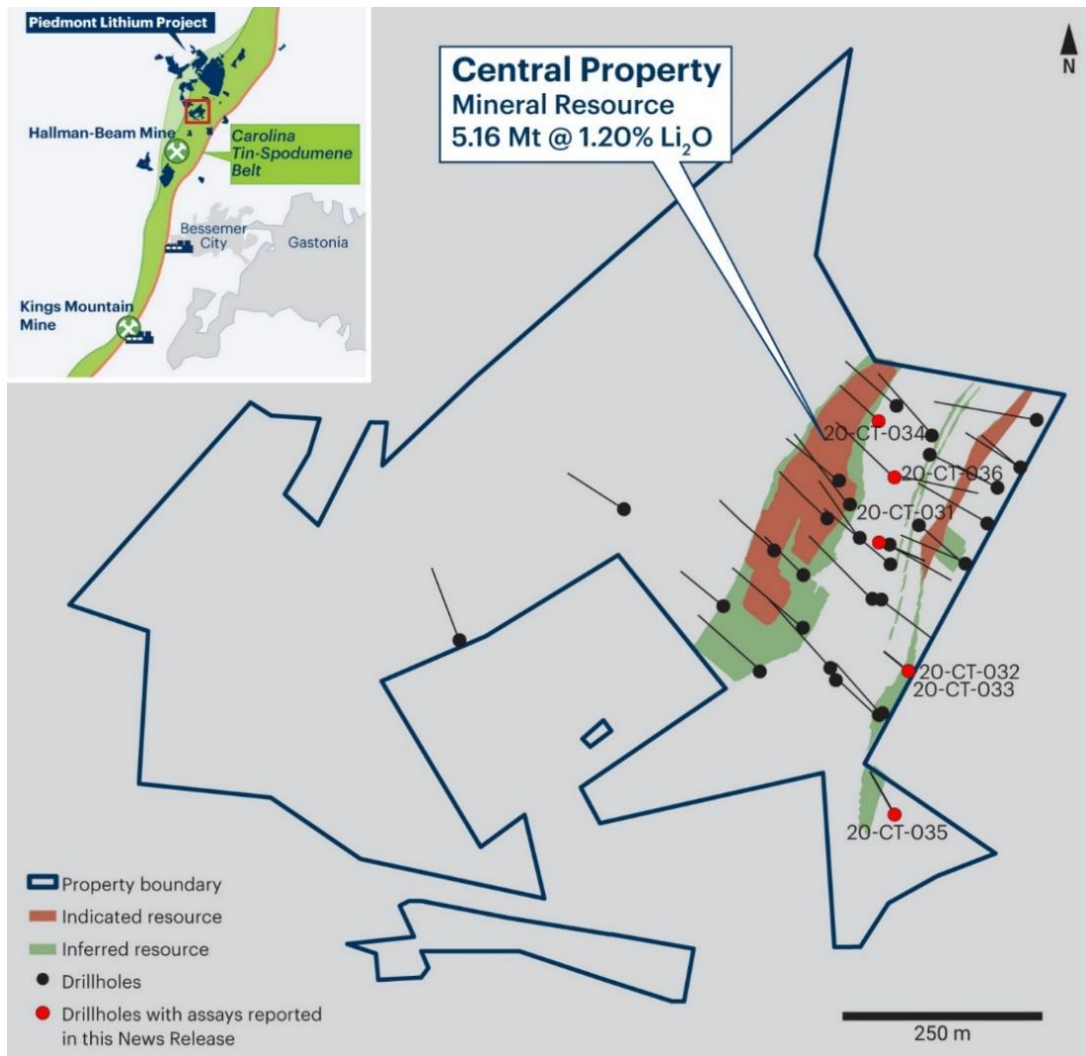 Piedmont Lithium Project
Hallman-Beam Mine
Carolina
Tin-Spodumene
Belt
Bessemer
City
Gastonia
Kings Mountain
Mine
Central Property
Mineral Resource
5.16 Mt @ 1.20% Li₂O
N
20-CT-034
20-CT-036
20-CT-031
20-CT-032
20-CT-033
20-CT-035
Property boundary
Indicated resource
Inferred resource
Drillholes
Drillholes with assays reported
in this News Release
250 m